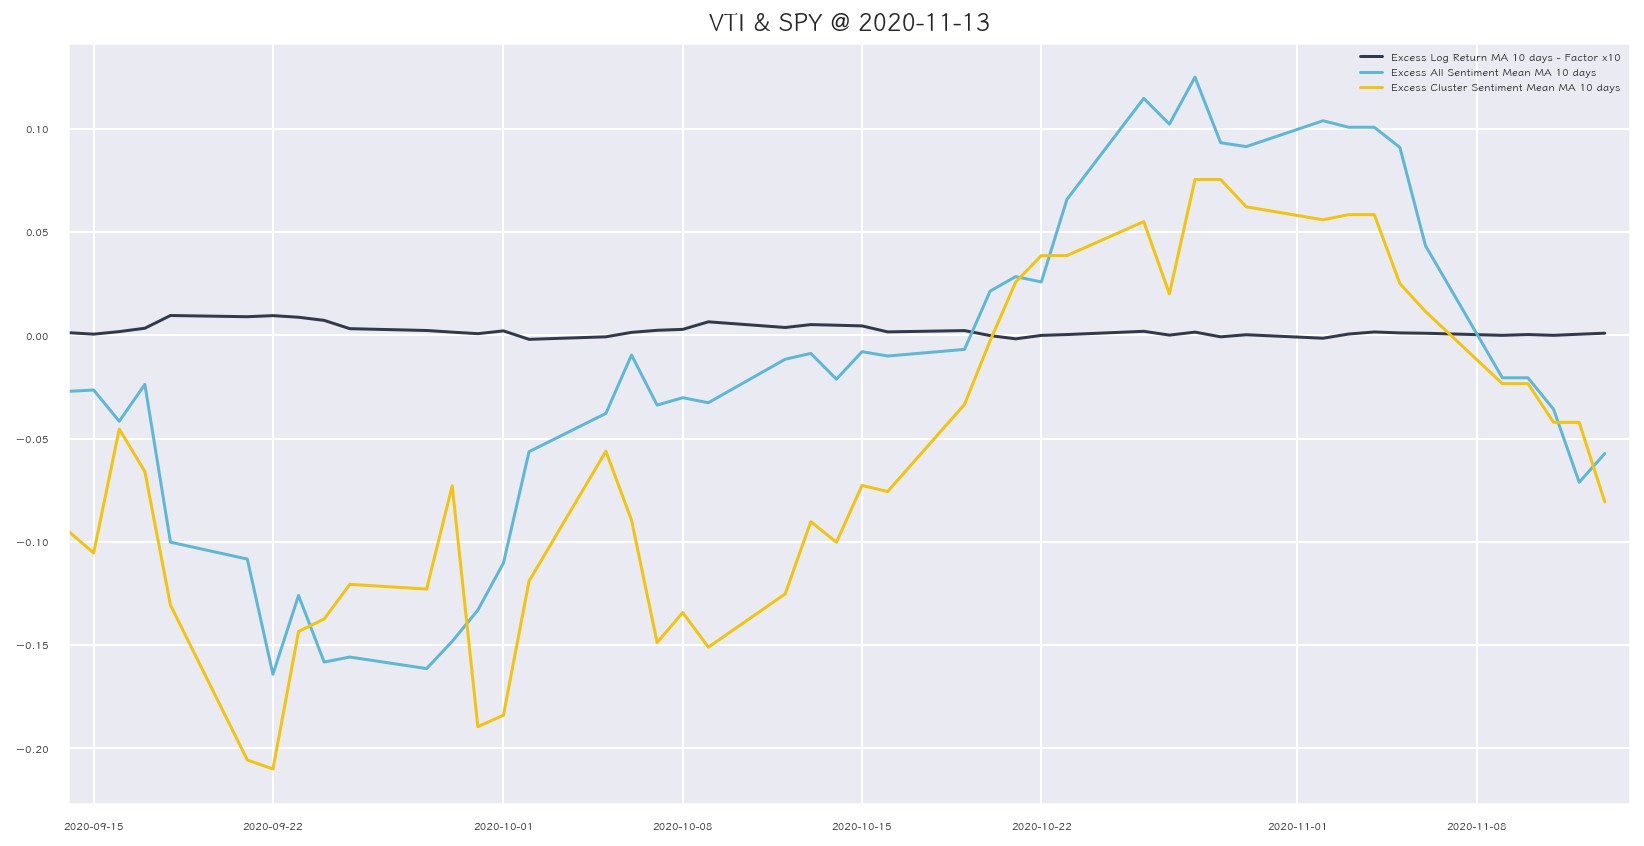 VTI & SPY @ 2020-11-13
Excess Log Return MA 10 days - Factor x10
Excess All Sentiment Mean MA 10 days
Excess Cluster Sentiment Mean MA 10 days
0.10
0.05
0.00
−0.05
−0.10
−0.15
−0.20
2020-09-15 2020-09-22 2020-10-01 2020-10-08 2020-10-15 2020-10-22 2020-11-01 2020-11-08